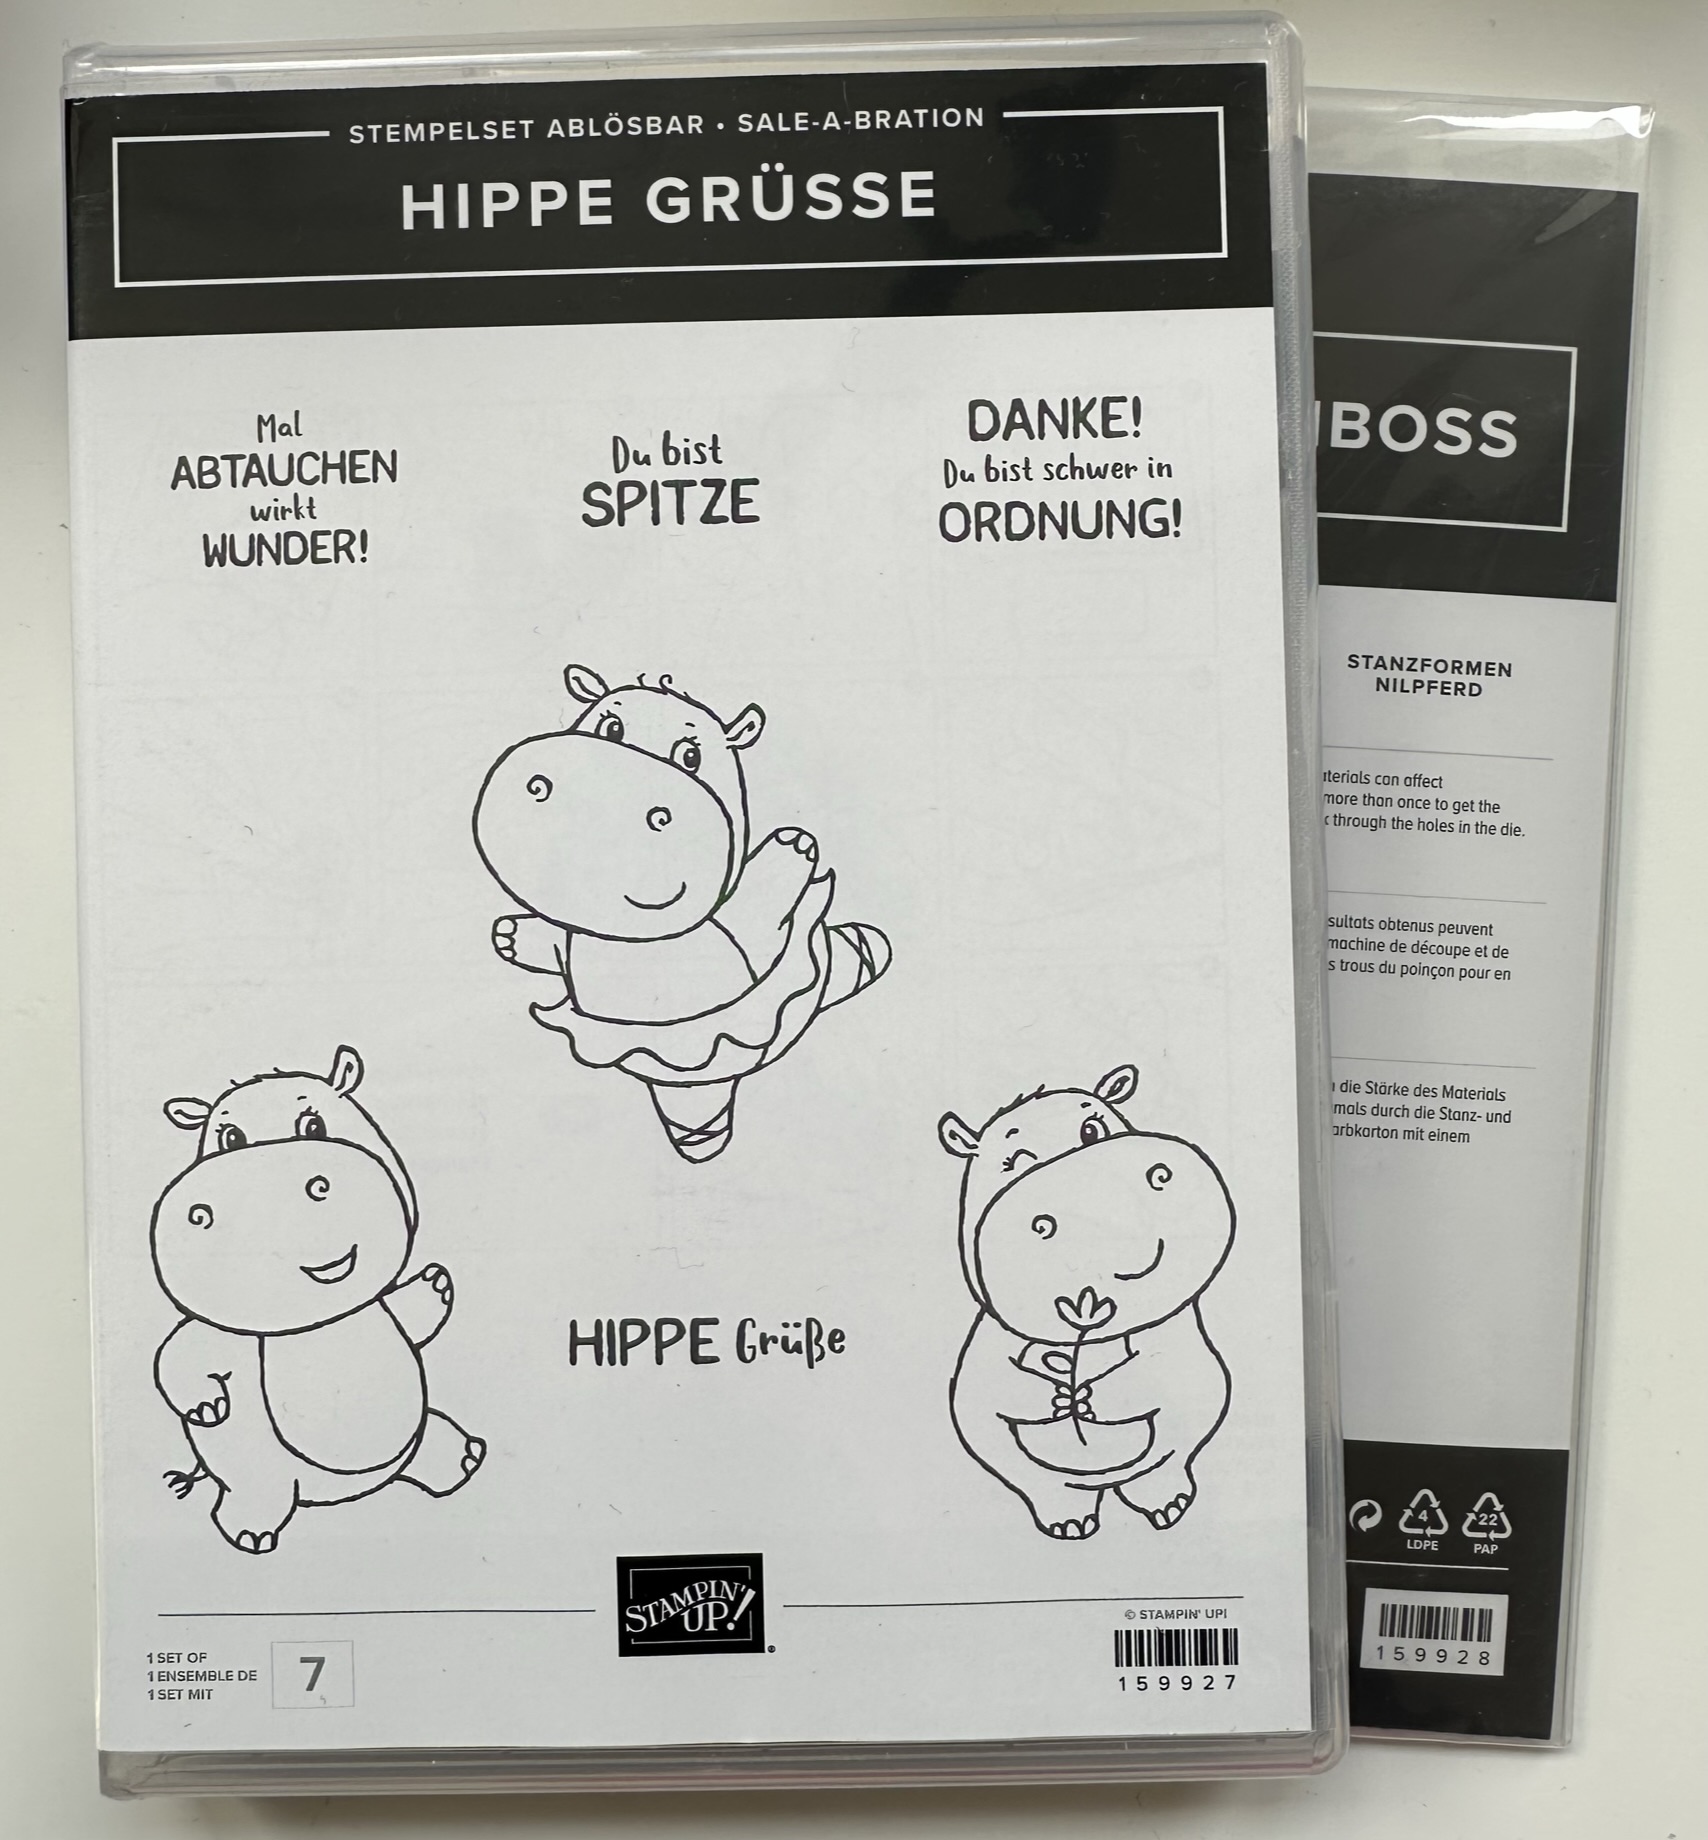 STEMPELSET ABLÖSBAR • SALE-A-BRATION
HIPPE GRÜSSE
Mal
ABTAUCHEN
wirkt
WUNDER!
Du bist
SPITZE
DANKE!
Du bist schwer in
ORDNUNG!
HIPPE Grüße
STAMPIN'
UP!
®
1 SET OF
1 ENSEMBLE DE
1 SET MIT
7
© STAMPIN' UP!
159927
BOSS
STANZFORMEN
NILPFERD
can affect
more than once to get the
through the holes in the die.
obtenus peuvent
machine de découpe et de
trous du poinçon pour en
die Stärke des Materials
durch die Stanz- und
mit einem
4
LDPE
22
PAP
159928